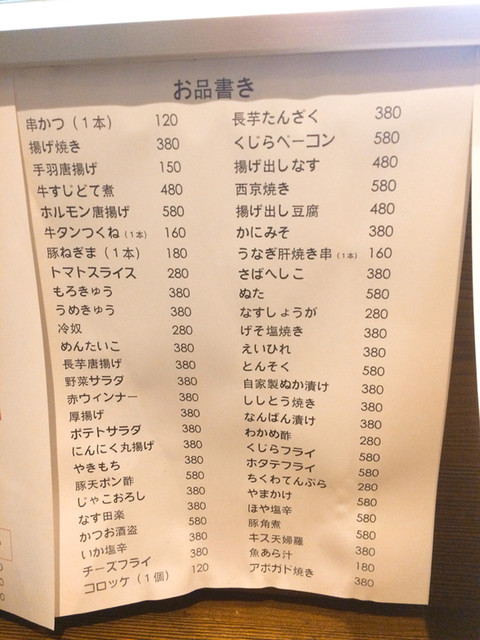 お品書き
串かつ（1本） 120
揚げ焼き 380
手羽唐揚げ 150
牛すじどて煮 480
ホルモン唐揚げ 580
牛タンつくね（1本） 160
豚ねぎま（1本） 180
トマトスライス 280
もろきゅう 380
うめきゅう 380
冷奴 280
めんたいこ 380
長芋唐揚げ 380
野菜サラダ 380
赤ウィンナー 380
厚揚げ 380
ポテトサラダ 380
にんにく丸揚げ 380
やきもち 380
豚天ポン酢 580
じゃこおろし 380
なす田楽 380
かつお酒盗 380
いか塩辛 380
チーズフライ 380
コロッケ（1個） 120
長芋たんざく 380
くじらベーコン 580
揚げ出しなす 480
西京焼き 580
揚げ出し豆腐 480
かにみそ 380
うなぎ肝焼き串（1本） 160
さばへしこ 380
ぬた 580
なすしょうが 280
げそ塩焼き 380
えいひれ 380
とんそく 580
自家製ぬか漬け 380
ししとう焼き 380
なんばん漬け 380
わかめ酢 280
くじらフライ 580
ホタテフライ 580
ちくわてんぷら 280
やまかけ 580
ほや塩辛 580
豚角煮 580
キス天婦羅 380
魚あら汁 180
アボガド焼き 380